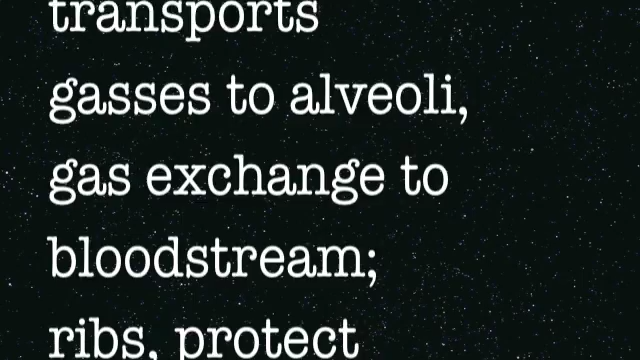 transports
gasses to alveoli,
gas exchange to
bloodstream;
ribs, protect